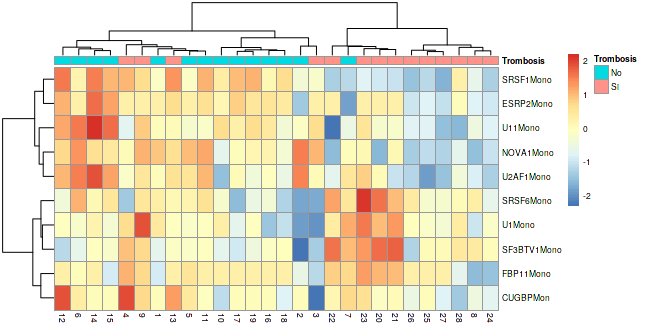 Trombosis
SRSF1Mono
ESRP2Mono
U11Mono
NOVA1Mono
U2AF1Mono
SRSF6Mono
U1Mono
SF3BTV1Mono
FBP11Mono
CUGBPMon
12 6 14 15 4 9 1 13 5 11 10 17 19 16 18 2 3 22 7 23 20 21 26 25 27 28 8 24
2
1
0
-1
-2
Trombosis
No
SI